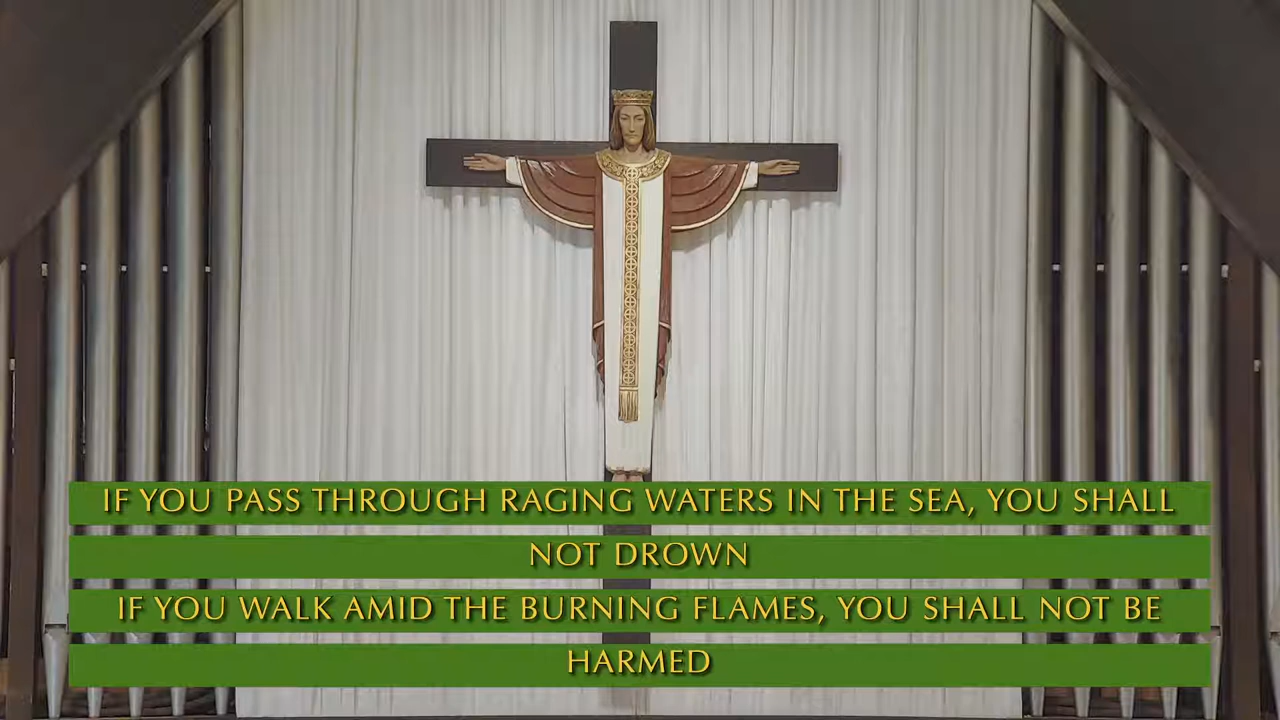 IF YOU PASS THROUGH RAGING WATERS IN THE SEA, YOU SHALL
NOT DROWN
IF YOU WALK AMID THE BURNING FLAMES, YOU SHALL NOT BE
HARMED